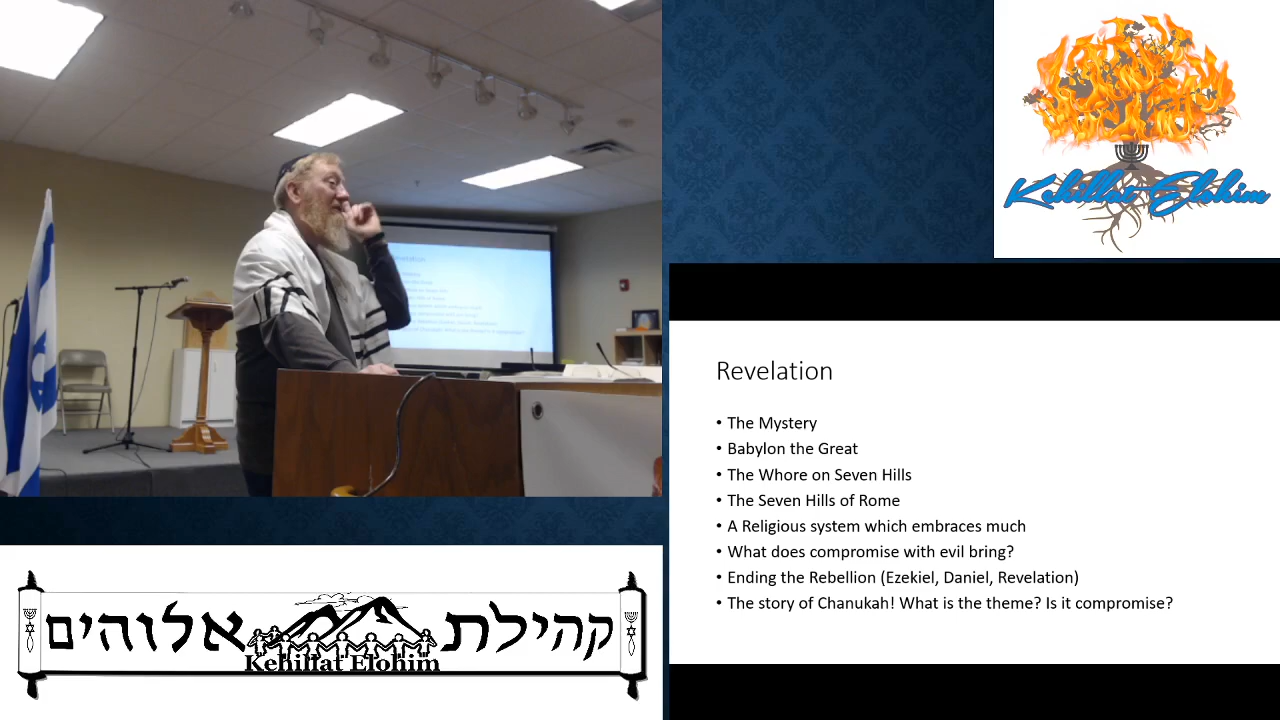 Kehillat Elohim
Revelation
• The Mystery
• Babylon the Great
• The Whore on Seven Hills
• The Seven Hills of Rome
• A Religious system which embraces much
• What does compromise with evil bring?
• Ending the Rebellion (Ezekiel, Daniel, Revelation)
• The story of Chanukah! What is the theme? Is it compromise?
קהילת אלוהים
Kehillat Elohim